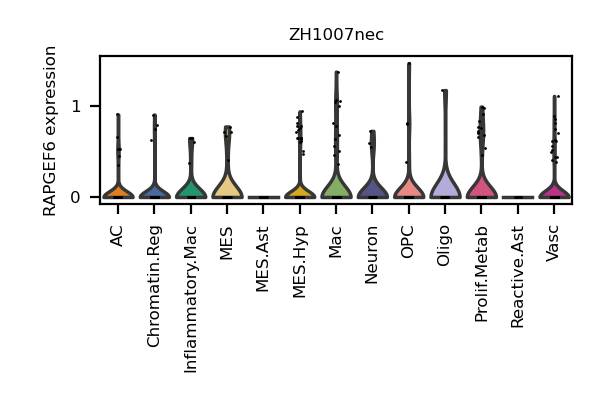 ZH1007nec
RAPGEF6 expression
1
0
AC
Chromatin.Reg
Inflammatory.Mac
MES
MES.Ast
MES.Hyp
Mac
Neuron
OPC
Oligo
Prolif.Metab
Reactive.Ast
Vasc